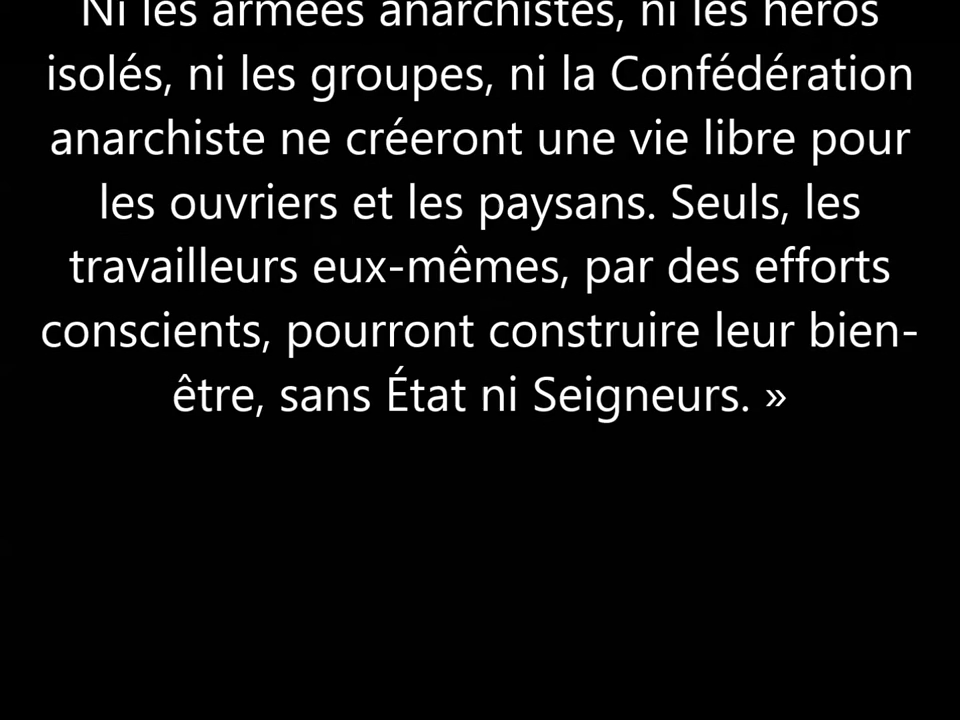 Ni les armées anarchistes, ni les héros
isolés, ni les groupes, ni la Confédération
anarchiste ne créeront une vie libre pour
les ouvriers et les paysans. Seuls, les
travailleurs eux-mêmes, par des efforts
conscients, pourront construire leur bien-
être, sans État ni Seigneurs. »